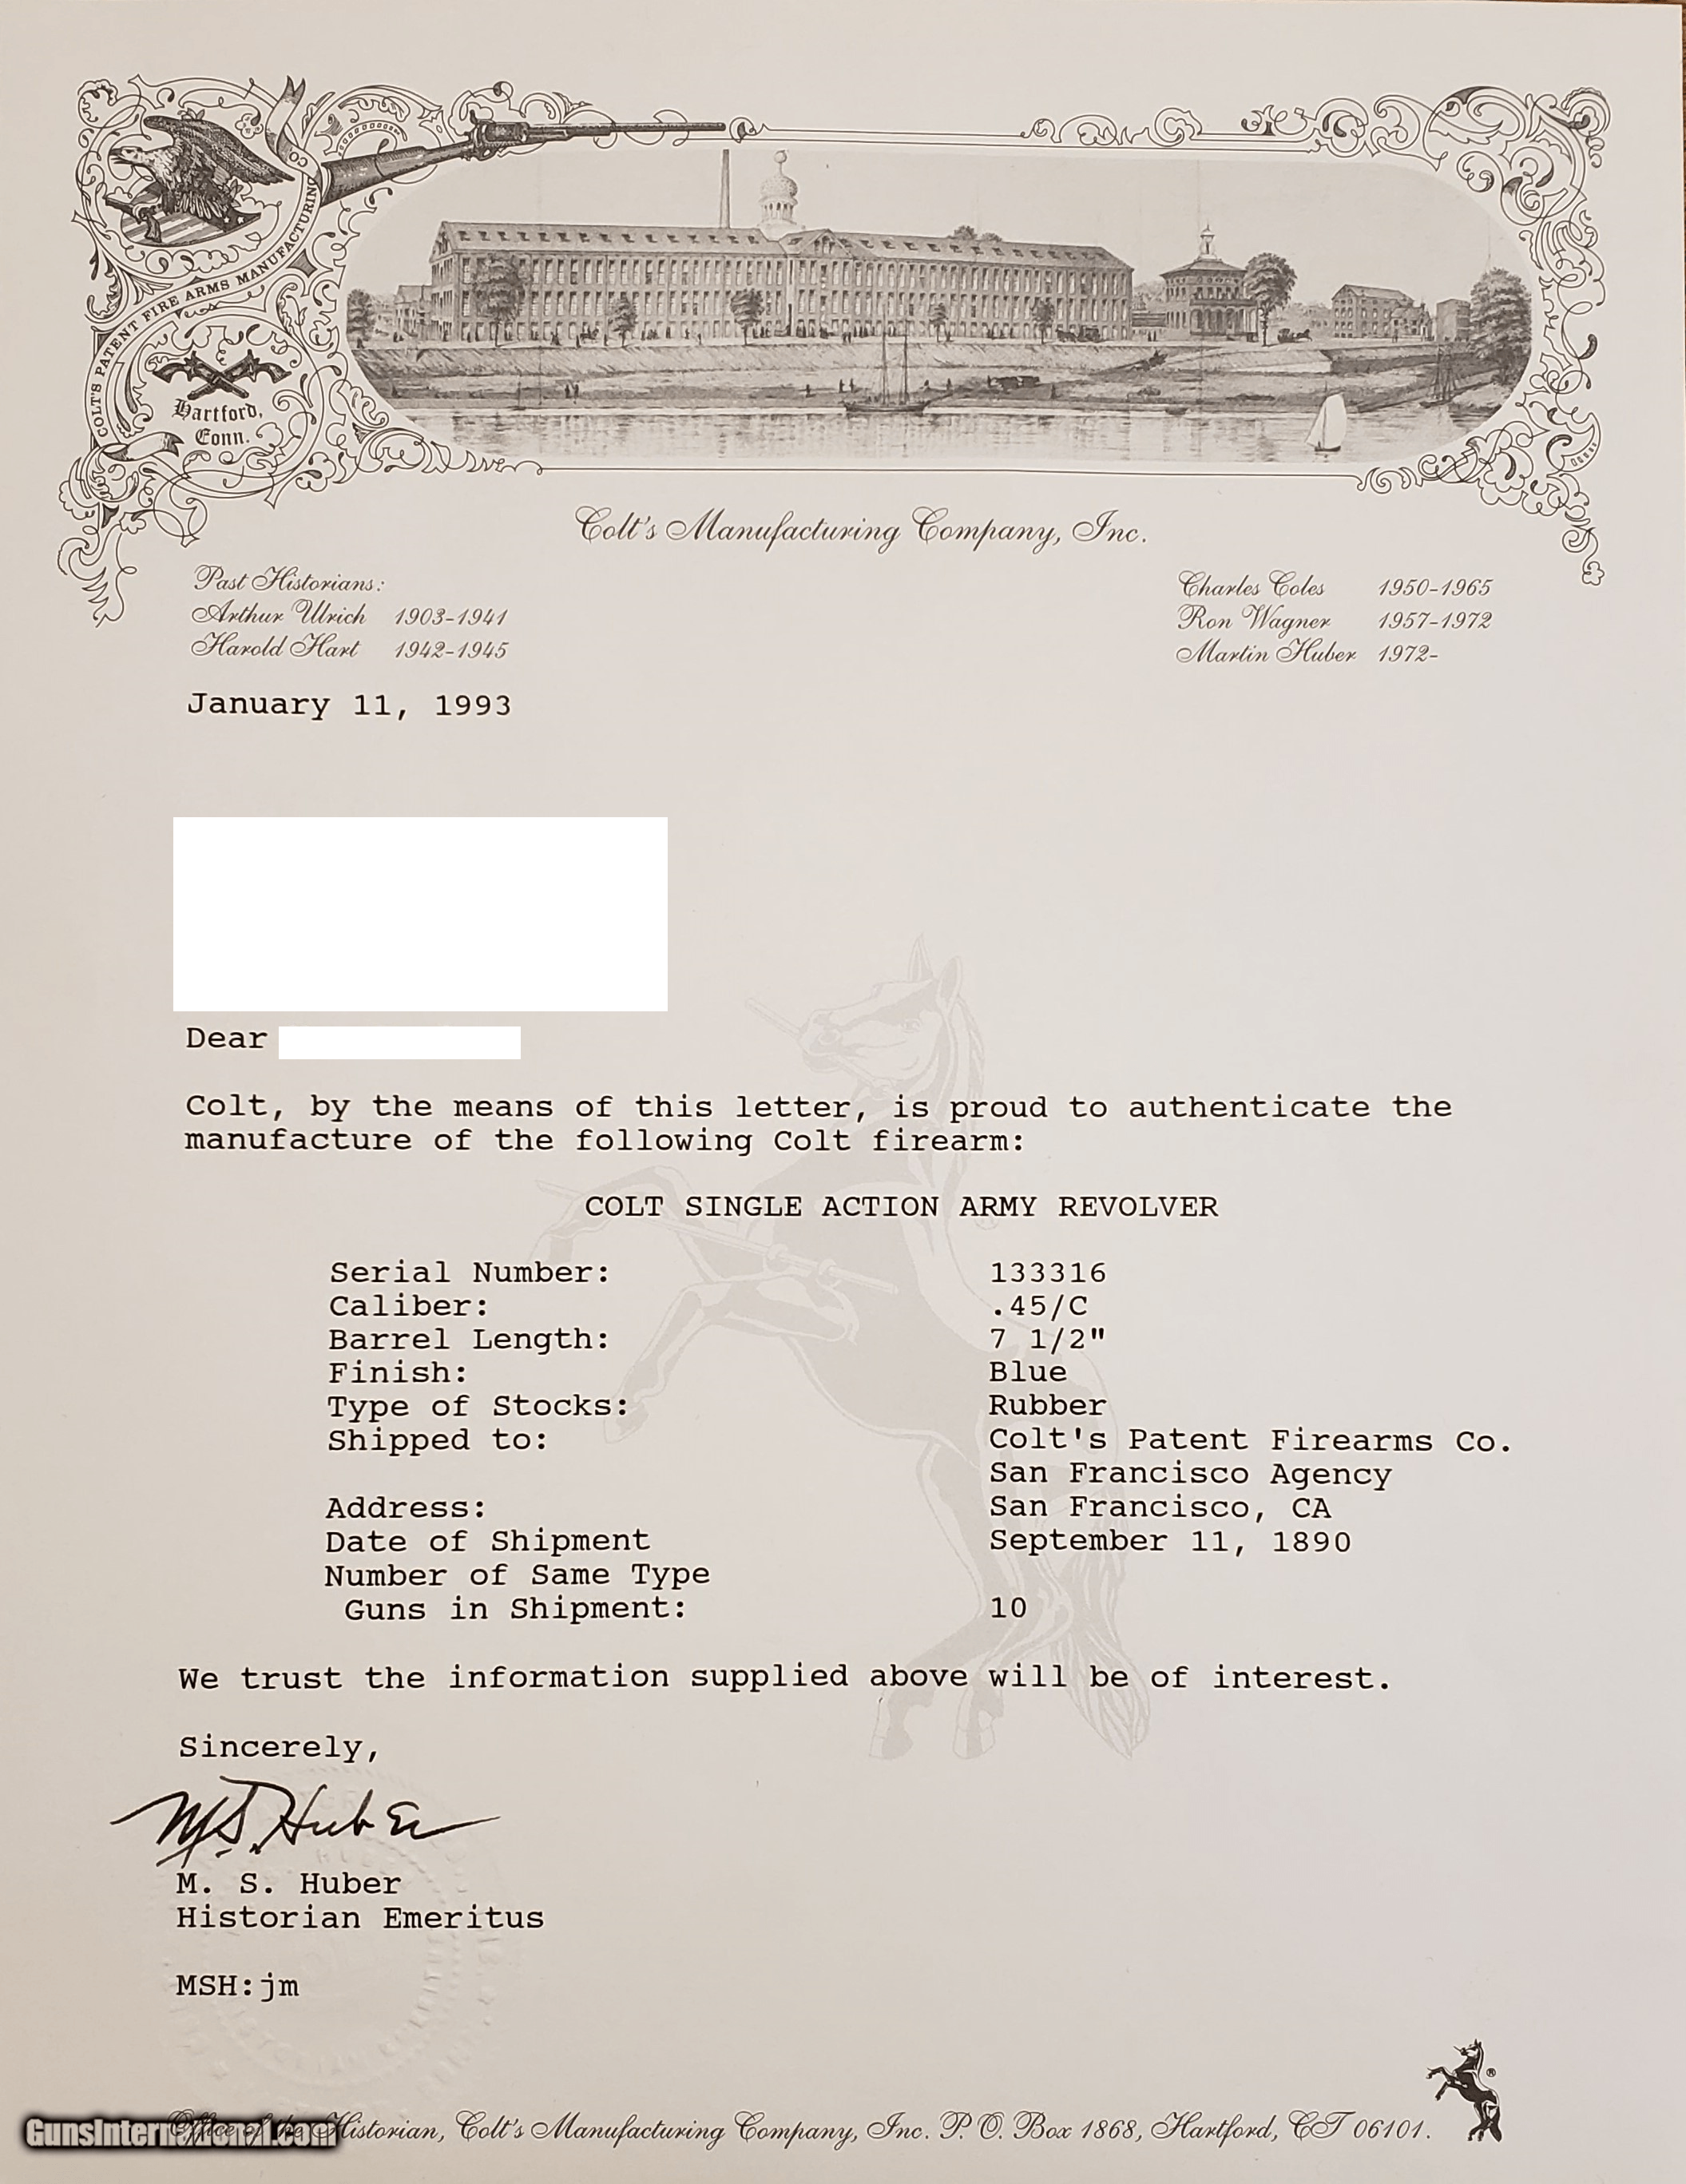 COLT'S PATENT FIRE ARMS MANUFACTURING CO
Hartford,
Conn.
Colt's Manufacturing Company, Inc.
Past Historians:
Arthur Ulrich 1903-1941
Harold Hart 1942-1945
Charles Coles 1950-1965
Ron Wagner 1957-1972
Martin Huber 1972-
January 11, 1993
Dear
Colt, by the means of this letter, is proud to authenticate the
manufacture of the following Colt firearm:
COLT SINGLE ACTION ARMY REVOLVER
Serial Number: 133316
Caliber: .45/C
Barrel Length: 7 1/2"
Finish: Blue
Type of Stocks: Rubber
Shipped to: Colt's Patent Firearms Co.
San Francisco Agency
Address: San Francisco, CA
Date of Shipment September 11, 1890
Number of Same Type
Guns in Shipment: 10
We trust the information supplied above will be of interest.
Sincerely,
M.S. Huber
M. S. Huber
Historian Emeritus
MSH:jm
®
Office of the Historian, Colt's Manufacturing Company, Inc. P. O. Box 1868, Hartford, CT 06101.
GunsInternational.com